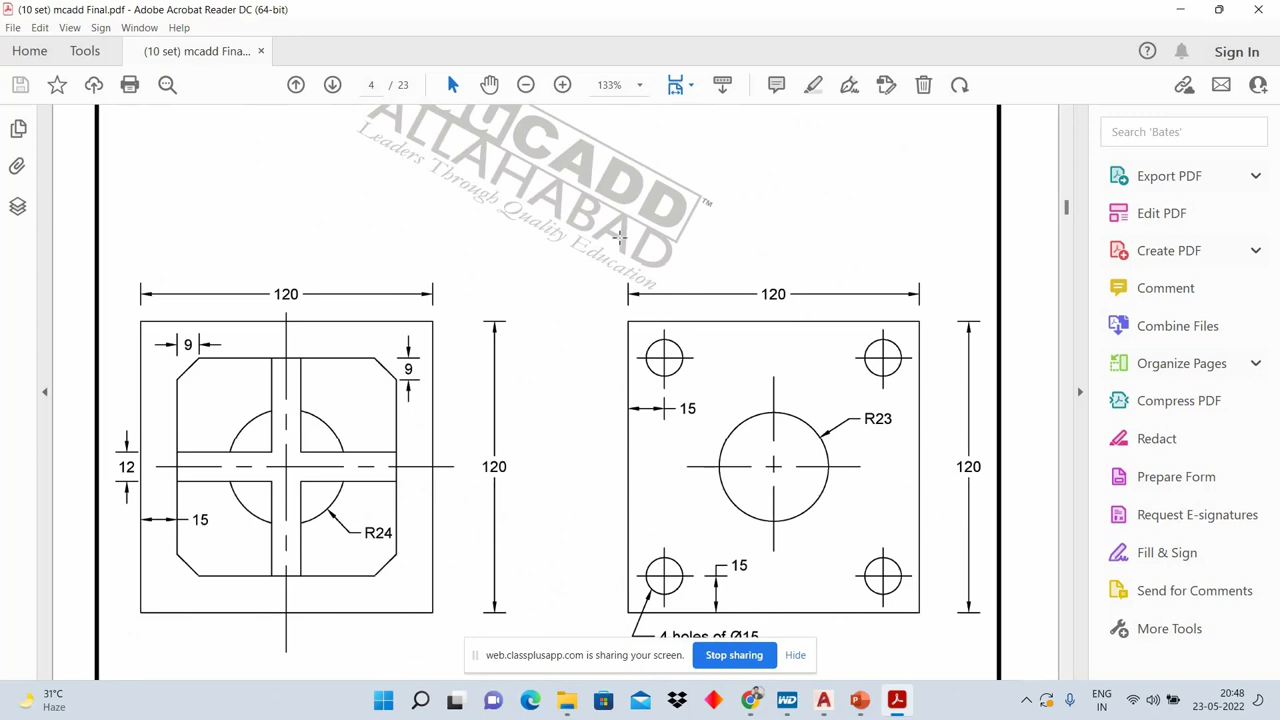 (10 set) mcadd Final.pdf - Adobe Acrobat Reader DC (64-bit)
File Edit View Sign Window Help
Home Tools (10 set) mcadd Fina... × Sign In
4 / 23 133%
CADD
ALLAHABAD
Leaders Through Quality Education
TM
Search 'Bates'
Export PDF
Edit PDF
Create PDF
Comment
Combine Files
Organize Pages
Compress PDF
Redact
Prepare Form
Request E-signatures
Fill & Sign
Send for Comments
More Tools
120
9
9
12
15
R24
120
120
15
R23
120
15
4 holes of Ø15
web.classplusapp.com is sharing your screen. Stop sharing Hide
31°C
Haze
ENG
IN
20:48
23-05-2022